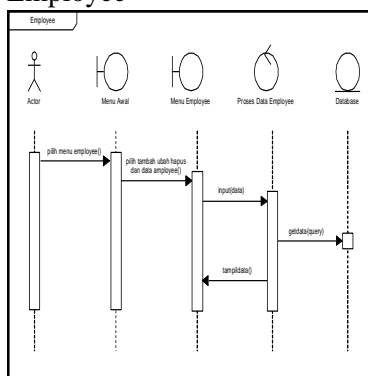 Employee
Employee
Actor
Menu Awal
Menu Employee
Proses Data Employee
Database
pilih menu employee()
pilih tambah ubah hapus
dan data amployee()
input(data)
getdata(query)
tampildata()